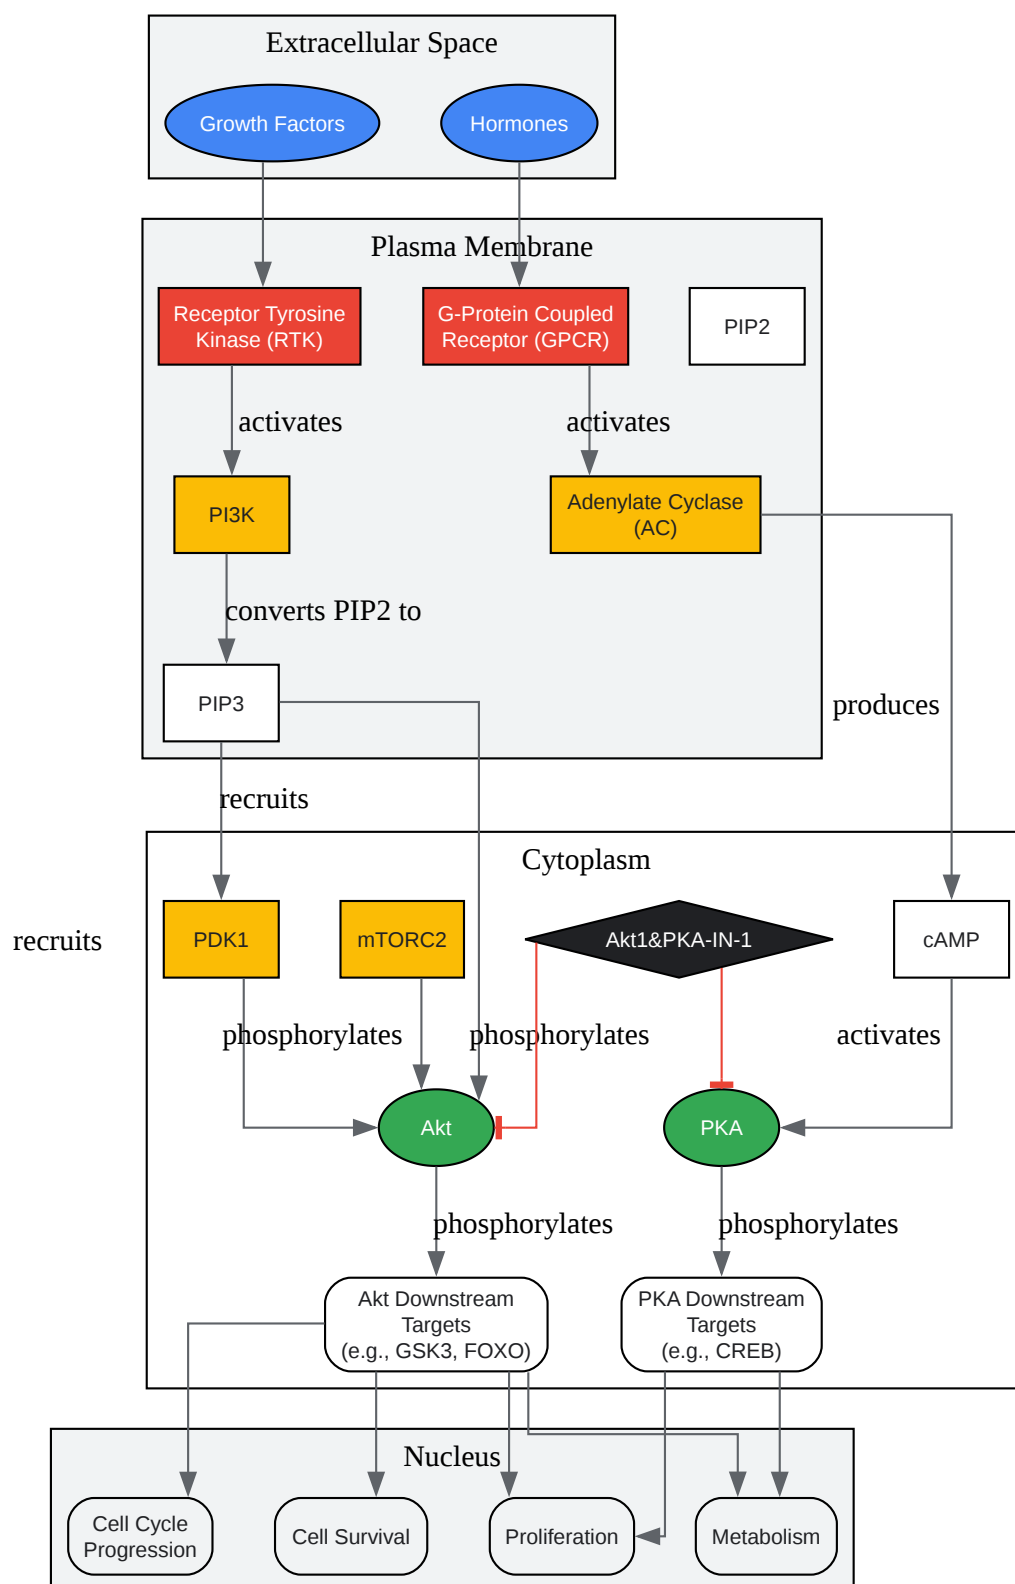 Extracellular Space
Growth Factors
Hormones
Plasma Membrane
Receptor Tyrosine
Kinase (RTK)
G-Protein Coupled
Receptor (GPCR)
PIP2
activates
activates
PI3K
Adenylate Cyclase
(AC)
converts PIP2 to
PIP3
produces
recruits
Cytoplasm
recruits
PDK1
mTORC2
Akt1&PKA-IN-1
cAMP
phosphorylates
phosphorylates
activates
Akt
PKA
phosphorylates
phosphorylates
Akt Downstream
Targets
(e.g., GSK3, FOXO)
PKA Downstream
Targets
(e.g., CREB)
Nucleus
Cell Cycle
Progression
Cell Survival
Proliferation
Metabolism